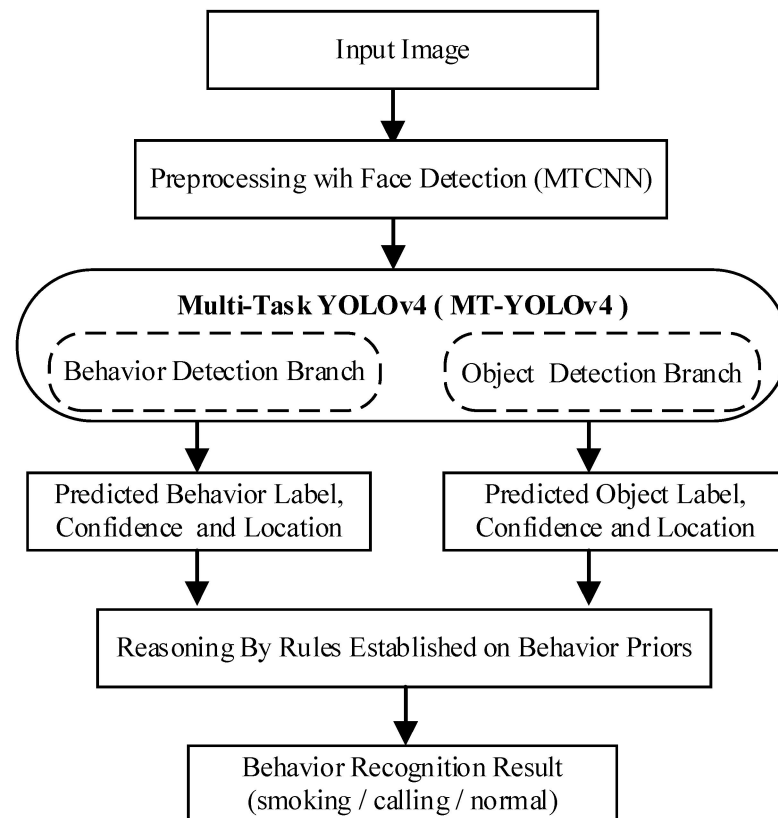 Input Image
Preprocessing wih Face Detection (MTCNN)
Multi-Task YOLOv4 ( MT-YOLOv4 )
Behavior Detection Branch
Object Detection Branch
Predicted Behavior Label,
Confidence and Location
Predicted Object Label,
Confidence and Location
Reasoning By Rules Established on Behavior Priors
Behavior Recognition Result
(smoking / calling / normal)